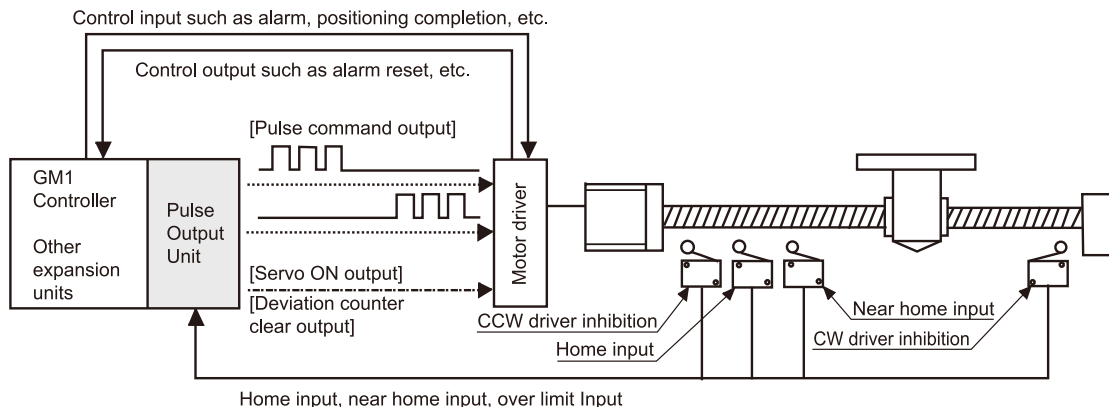 Control input such as alarm, positioning completion, etc.
Control output such as alarm reset, etc.
[Pulse command output]
GM1
Controller
Other
expansion
units
Pulse
Output
Unit
[Servo ON output]
[Deviation counter
clear output]
Motor driver
CCW driver inhibition
Home input
Near home input
CW driver inhibition
Home input, near home input, over limit Input